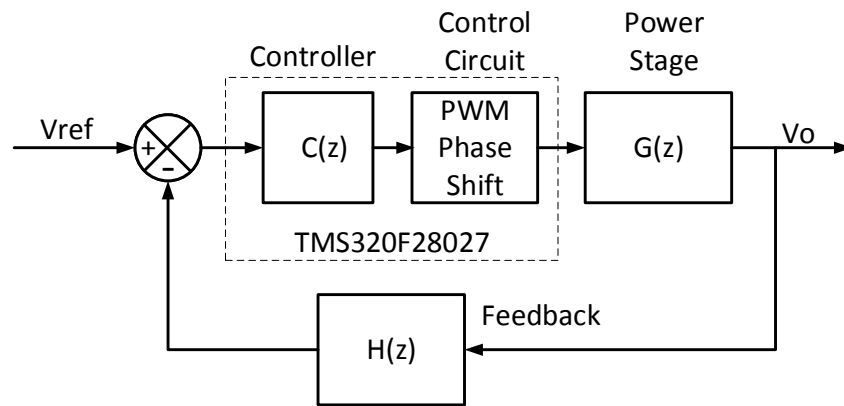 Controller
Control
Circuit
Power
Stage
Vref
+
-
C(z)
PWM
Phase
Shift
G(z)
Vo
TMS320F28027
Feedback
H(z)